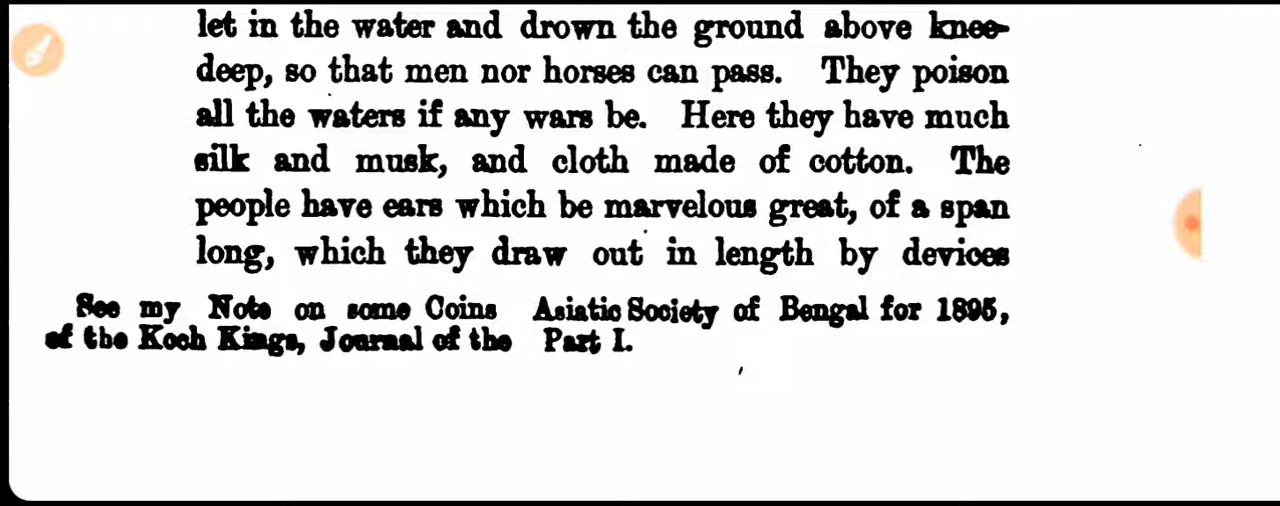 let in the water and drown the ground above knee-
deep, so that men nor horses can pass. They poison
all the waters if any wars be. Here they have much
silk and musk, and cloth made of cotton. The
people have ears which be marvelous great, of a span
long, which they draw out in length by devices
See my Note on some Coins Asiatic Society of Bengal for 1895,
of the Koch Kings, Journal of the Part I.